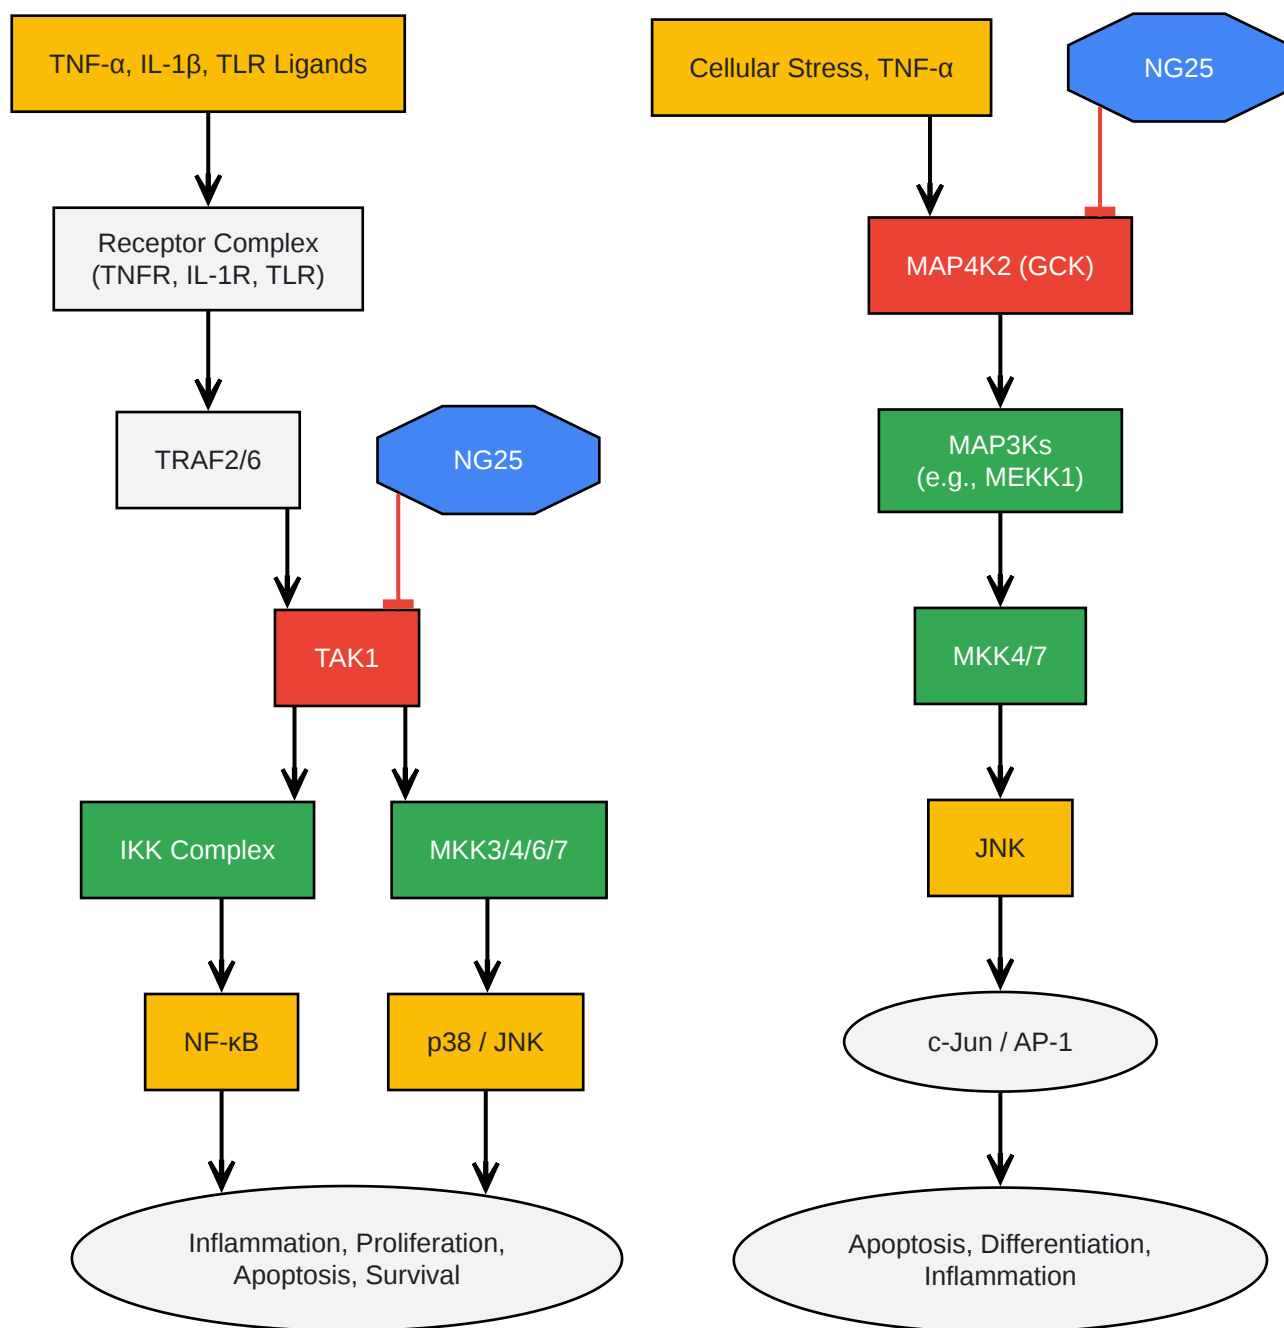 TNF-α, IL-1β, TLR Ligands
Receptor Complex
(TNFR, IL-1R, TLR)
TRAF2/6
NG25
TAK1
IKK Complex
MKK3/4/6/7
NF-κB
p38 / JNK
Inflammation, Proliferation,
Apoptosis, Survival
Cellular Stress, TNF-α
NG25
MAP4K2 (GCK)
MAP3Ks
(e.g., MEKK1)
MKK4/7
JNK
c-Jun / AP-1
Apoptosis, Differentiation,
Inflammation